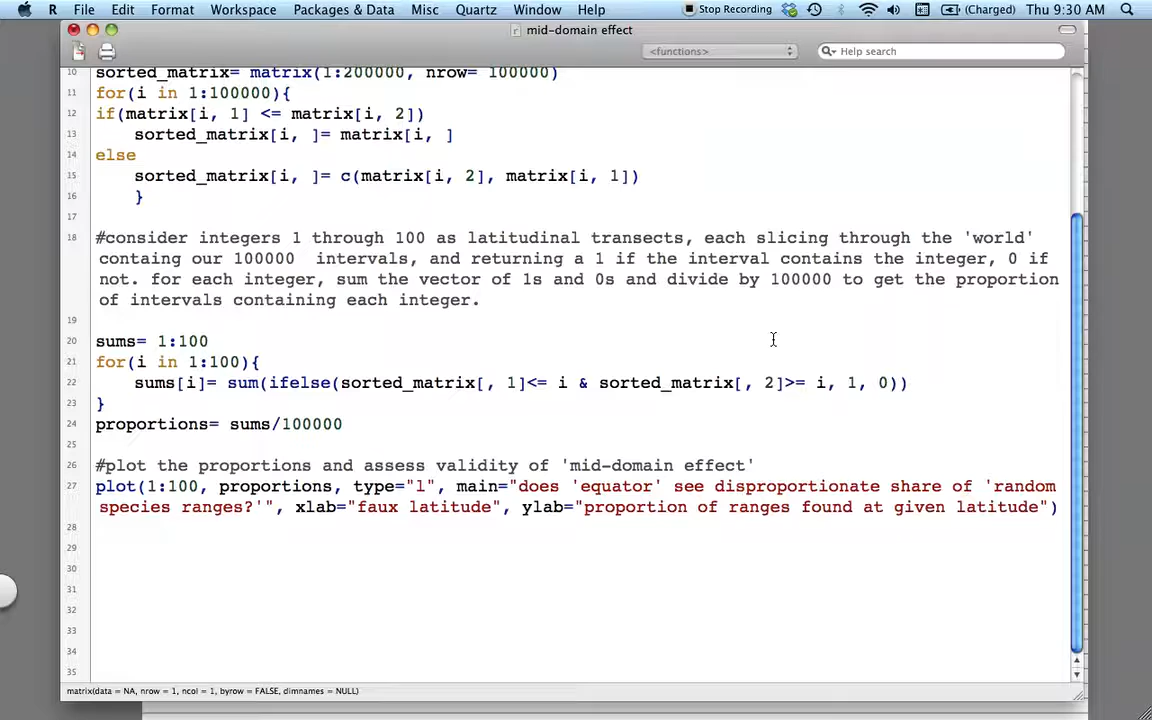 R File Edit Format Workspace Packages & Data Misc Quartz Window Help Stop Recording (Charged) Thu 9:30 AM
mid-domain effect
<functions> Help search
10 sorted_matrix= matrix(1:200000, nrow= 100000)
11 for(i in 1:100000){
12 if(matrix[i, 1] <= matrix[i, 2])
13 sorted_matrix[i, ]= matrix[i, ]
14 else
15 sorted_matrix[i, ]= c(matrix[i, 2], matrix[i, 1])
16 }
17
18 #consider integers 1 through 100 as latitudinal transects, each slicing through the 'world'
containg our 100000 intervals, and returning a 1 if the interval contains the integer, 0 if
not. for each integer, sum the vector of 1s and 0s and divide by 100000 to get the proportion
of intervals containing each integer.
19
20 sums= 1:100
21 for(i in 1:100){
22 sums[i]= sum(ifelse(sorted_matrix[, 1]<= i & sorted_matrix[, 2]>= i, 1, 0))
23 }
24 proportions= sums/100000
25
26 #plot the proportions and assess validity of 'mid-domain effect'
27 plot(1:100, proportions, type="l", main="does 'equator' see disproportionate share of 'random
species ranges?'", xlab="faux latitude", ylab="proportion of ranges found at given latitude")
28
29
30
31
32
33
34
35
matrix(data = NA, nrow = 1, ncol = 1, byrow = FALSE, dimnames = NULL)